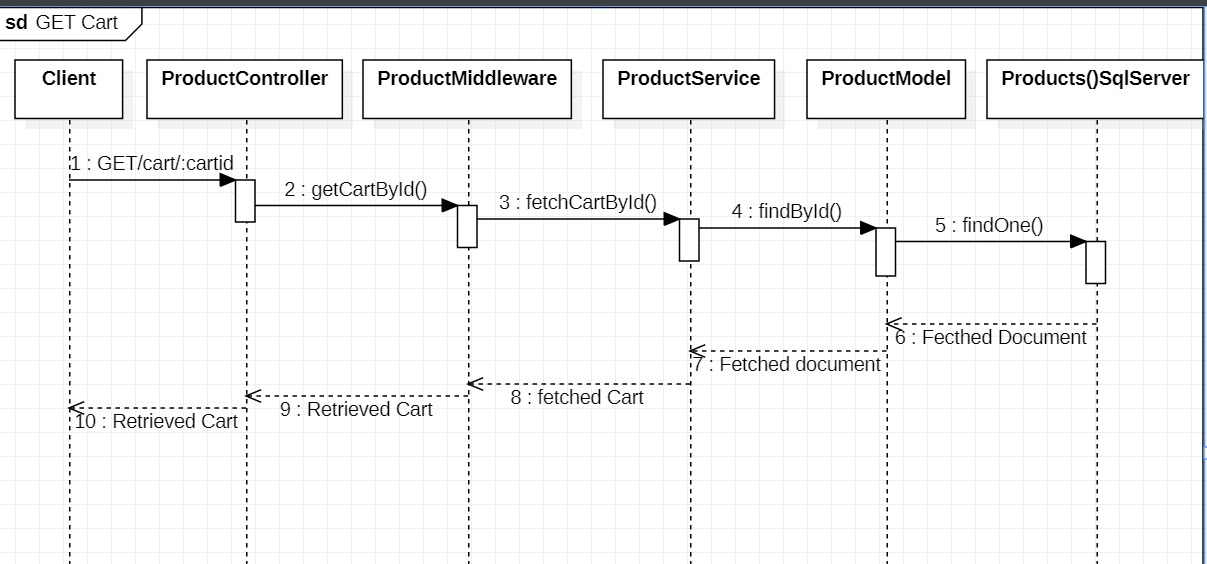 sd GET Cart
Client
ProductController
ProductMiddleware
ProductService
ProductModel
Products()SqlServer
1 : GET/cart/:cartid
2 : getCartById()
3 : fetchCartById()
4 : findById()
5 : findOne()
6 : Fecthed Document
7 : Fetched document
8 : fetched Cart
9 : Retrieved Cart
10 : Retrieved Cart